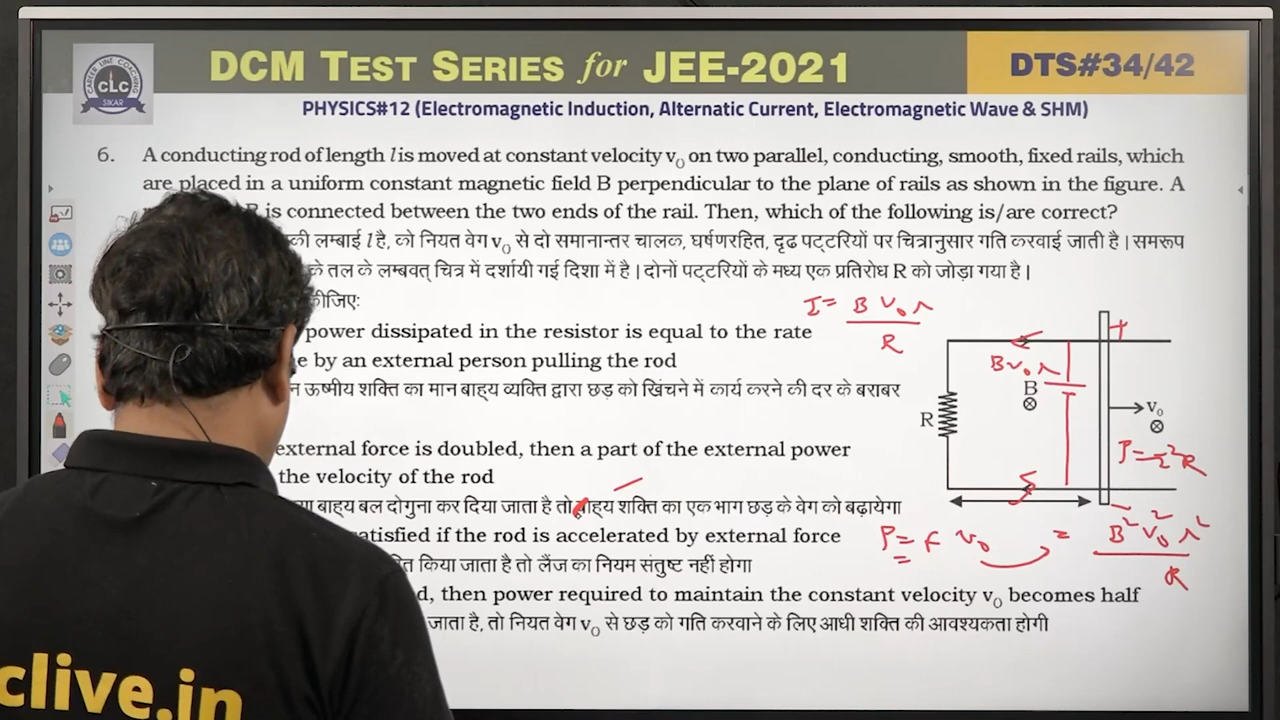 DCM TEST SERIES for JEE-2021
DTS#34/42
CAREER LINE COACHING
CLC
SIKAR
PHYSICS#12 (Electromagnetic Induction, Alternatic Current, Electromagnetic Wave & SHM)
6. A conducting rod of length l is moved at constant velocity v0 on two parallel, conducting, smooth, fixed rails, which
are placed in a uniform constant magnetic field B perpendicular to the plane of rails as shown in the figure. A
R is connected between the two ends of the rail. Then, which of the following is/are correct?
की लम्बाई l है, को नियत वेग v0 से दो समानान्तर चालक, घर्षणरहित, दृढ पट्टरियों पर चित्रानुसार गति करवाई जाती है। समरूप
के तल के लम्बवत् चित्र में दर्शायी गई दिशा में है। दोनों पट्टरियों के मध्य एक प्रतिरोध R को जोड़ा गया है।
कीजिए:
power dissipated in the resistor is equal to the rate
by an external person pulling the rod
ऊष्मीय शक्ति का मान बाह्य व्यक्ति द्वारा छड़ को खिंचने में कार्य करने की दर के बराबर
external force is doubled, then a part of the external power
the velocity of the rod
बाह्य बल दोगुना कर दिया जाता है तो बाह्य शक्ति का एक भाग छड़ के वेग को बढ़ायेगा
satisfied if the rod is accelerated by external force
किया जाता है तो लैंज का नियम संतुष्ट नहीं होगा
then power required to maintain the constant velocity v0 becomes half
जाता है, तो नियत वेग v0 से छड़ को गति करवाने के लिए आधी शक्ति की आवश्यकता होगी
I =
R
+
B
⊗
R
v0
⊗
P = I²R
P = F v0 =
R
clive.in